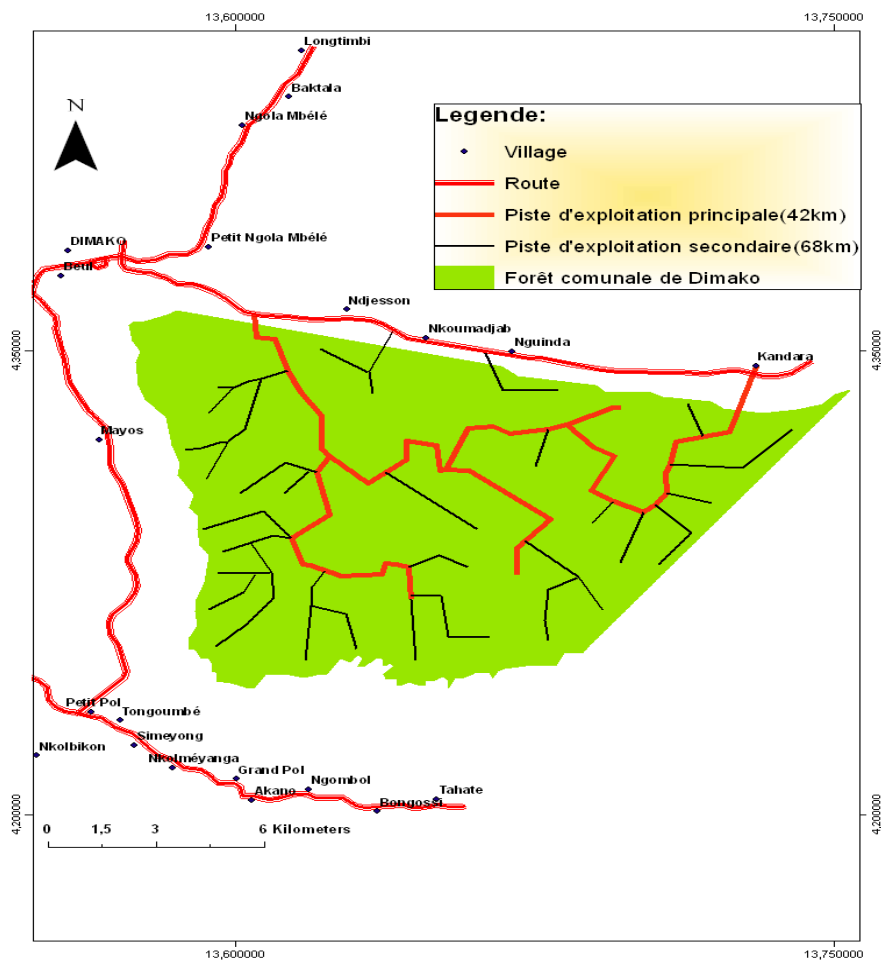 13,600000
13,750000
Longtimbi
Baktala
Ngola Mbélé
N
Legende:
Village
Route
Piste d'exploitation principale(42km)
Piste d'exploitation secondaire(68km)
Forêt comunale de Dimako
DIMAKO
Petit Ngola Mbélé
Beul
Ndjesson
Nkoumadjab
Nguinda
Kandara
4,350000
4,350000
Mayos
Petit Pol
Tongoumbé
Simeyong
Nkolbikon
Nkolméyanga
Grand Pol
Akano
Ngombol
Tahate
Bongossi
4,200000
4,200000
0 1,5 3 6 Kilometers
13,600000
13,750000